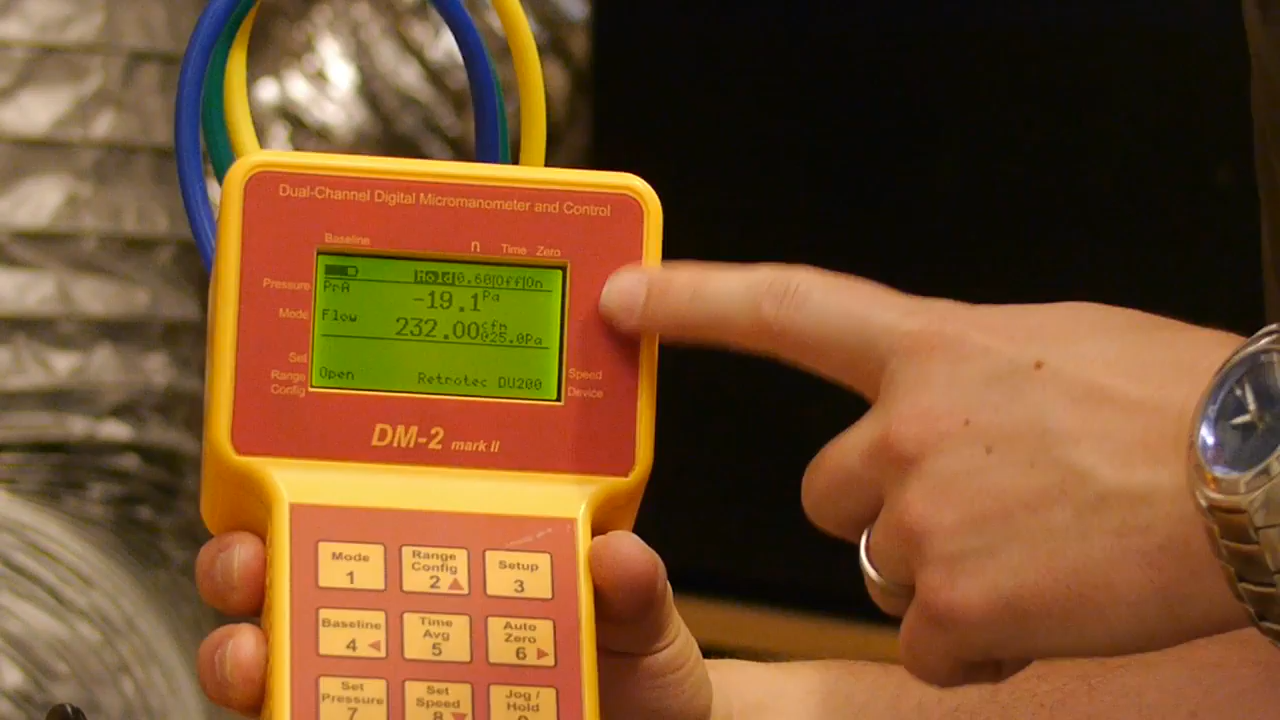 Dual-Channel Digital Micromanometer and Control
Baseline n Time Zero
Hold 0.60|Off|On
Pressure PrA -19.1 Pa
Mode Flow 232.00 cfm @25.0Pa
Set
Range Config Open Retrotec DU200 Speed Device
DM-2 mark II
Mode 1
Range Config 2
Setup 3
Baseline 4
Time Avg 5
Auto Zero 6
Set Pressure 7
Set Speed 8
Jog / Hold